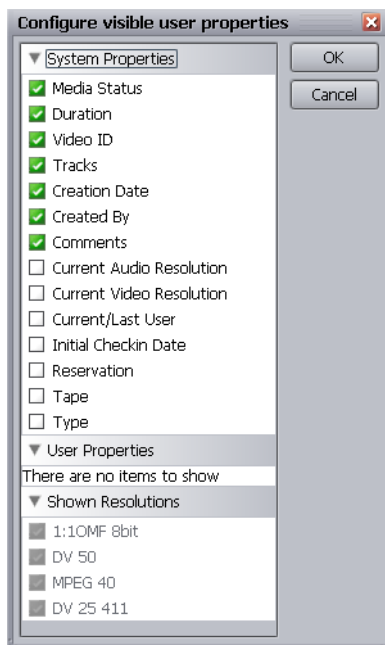 Configure visible user properties
System Properties
OK
Media Status
Cancel
Duration
Video ID
Tracks
Creation Date
Created By
Comments
Current Audio Resolution
Current Video Resolution
Current/Last User
Initial Checkin Date
Reservation
Tape
Type
User Properties
There are no items to show
Shown Resolutions
1:1OMF 8bit
DV 50
MPEG 40
DV 25 411